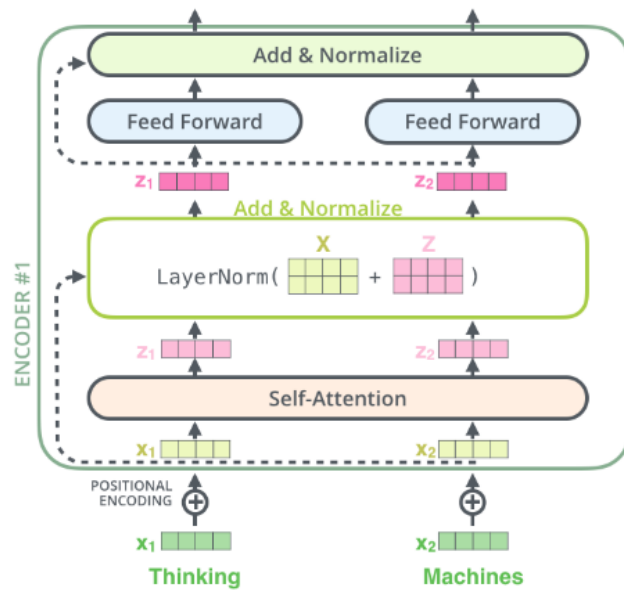 Add & Normalize
Feed Forward Feed Forward
z₁ z₂
Add & Normalize
X Z
LayerNorm( + )
ENCODER #1
z₁ z₂
Self-Attention
x₁ x₂
POSITIONAL
ENCODING
x₁ x₂
Thinking Machines